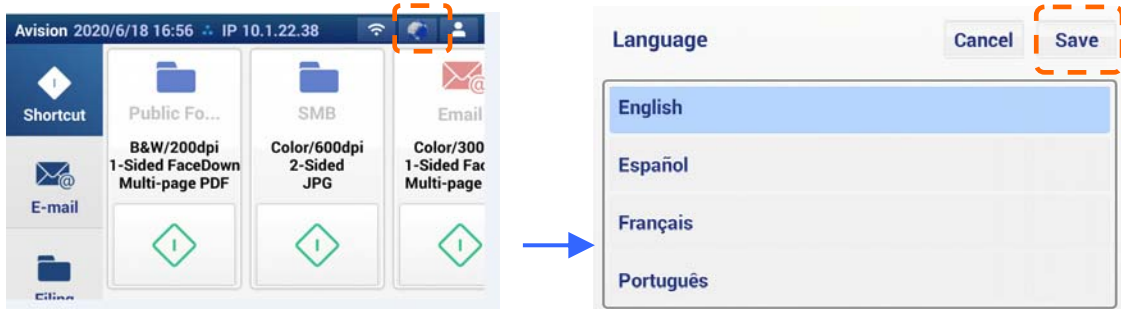 Avision 2020/6/18 16:56 IP 10.1.22.38
Shortcut
E-mail
Filing
Public Fo...
B&W/200dpi
1-Sided FaceDown
Multi-page PDF
SMB
Color/600dpi
2-Sided
JPG
Email
Color/300
1-Sided Fac
Multi-page
Language
Cancel
Save
English
Español
Français
Português